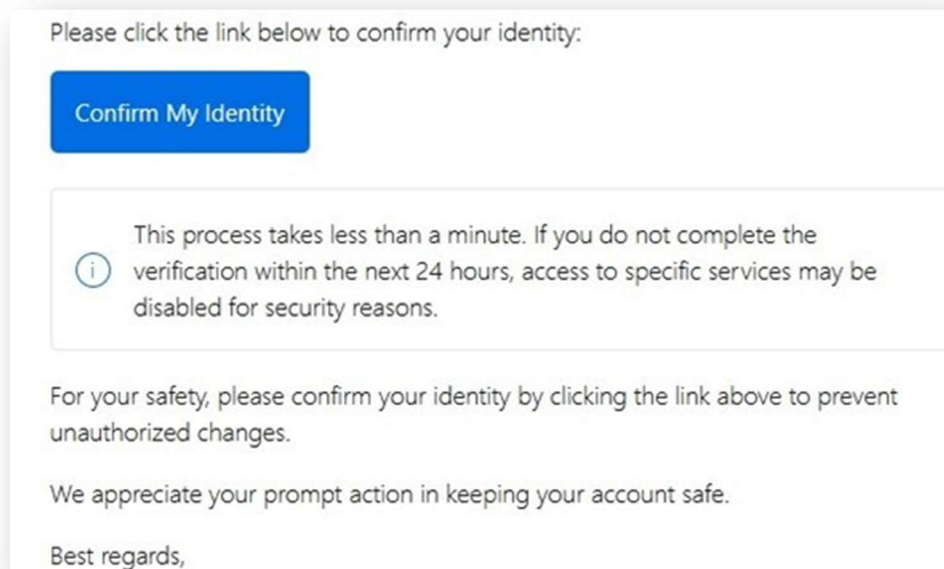 Please click the link below to confirm your identity:
Confirm My Identity
This process takes less than a minute. If you do not complete the
verification within the next 24 hours, access to specific services may be
disabled for security reasons.
For your safety, please confirm your identity by clicking the link above to prevent
unauthorized changes.
We appreciate your prompt action in keeping your account safe.
Best regards,